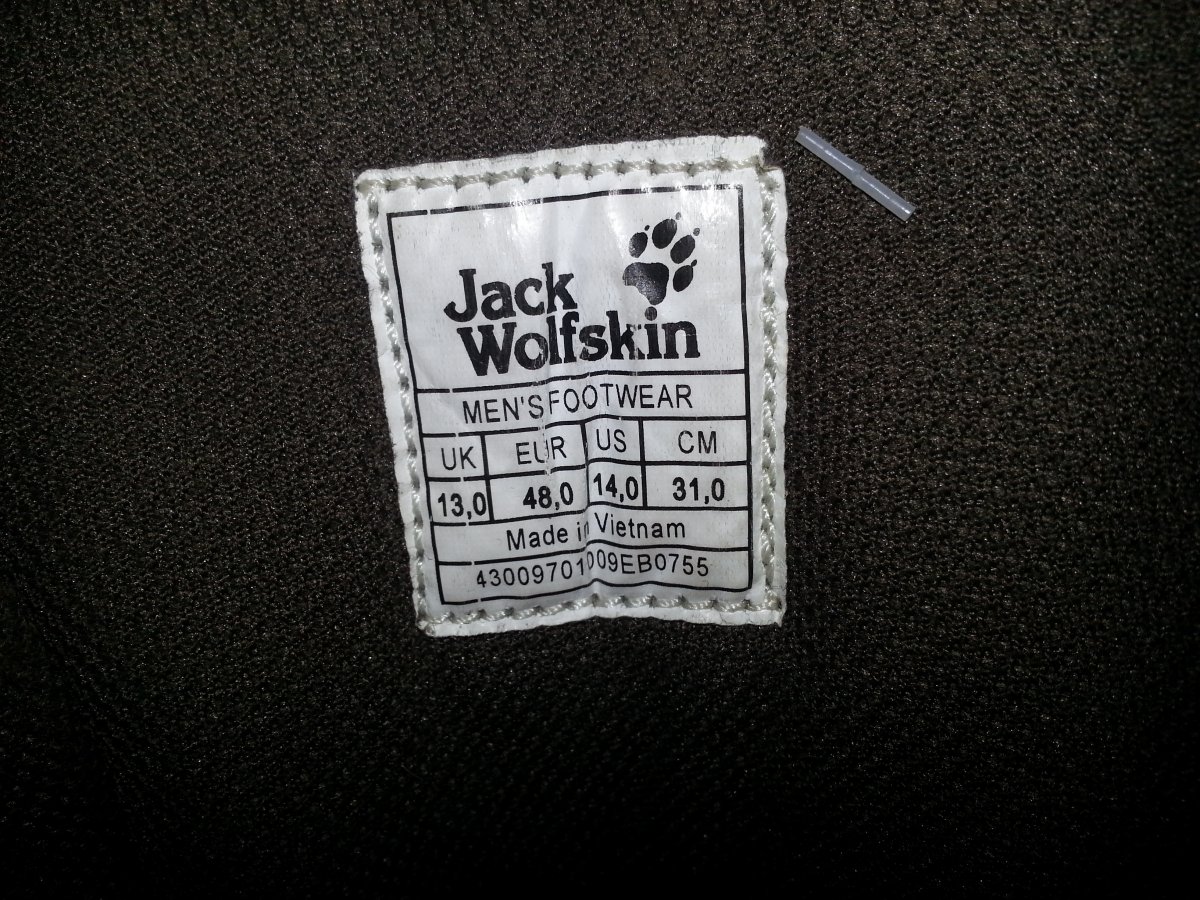 Jack
Wolfskin
MEN'S FOOTWEAR
UK EUR US CM
13,0 48,0 14,0 31,0
Made in Vietnam
43009701D09EB0755